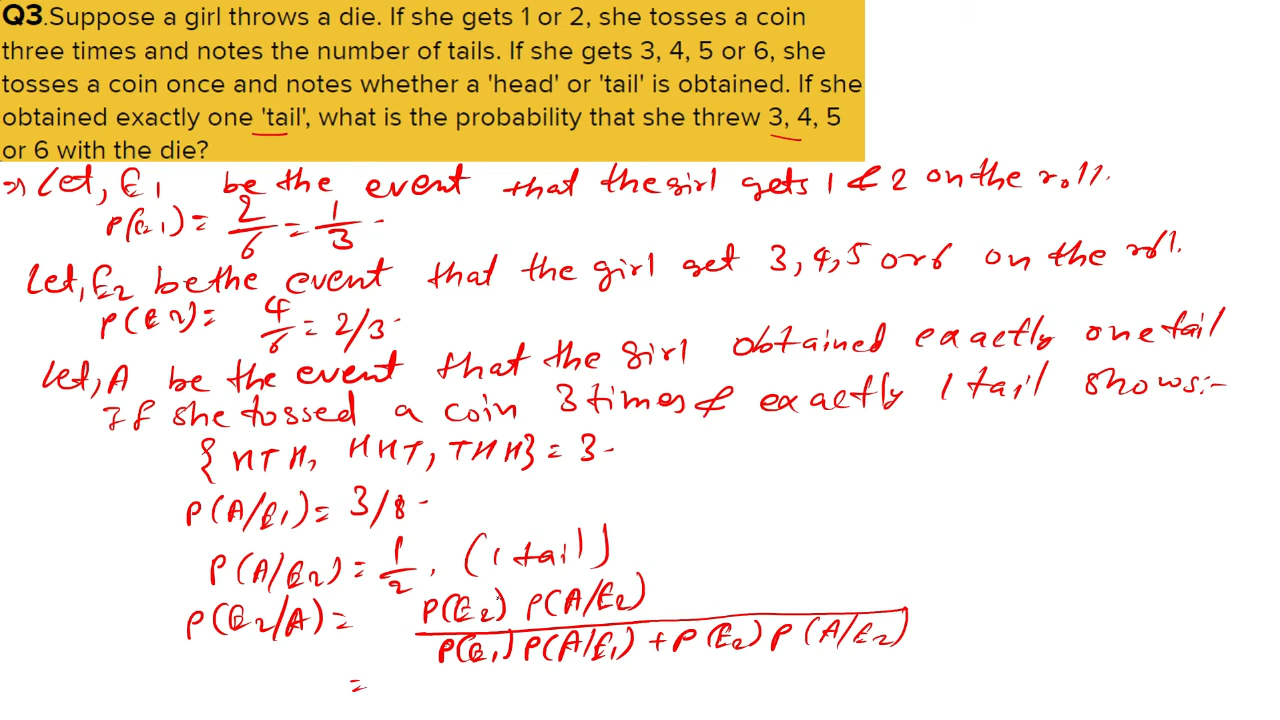 Q3.Suppose a girl throws a die. If she gets 1 or 2, she tosses a coin
three times and notes the number of tails. If she gets 3, 4, 5 or 6, she
tosses a coin once and notes whether a 'head' or 'tail' is obtained. If she
obtained exactly one 'tail', what is the probability that she threw 3, 4, 5
or 6 with the die?
⇒ Let, E1 be the event that the girl gets 1 & 2 on the roll.
P(E1) = 2/6 = 1/3.
Let, E2 be the event that the girl get 3, 4, 5 or 6 on the roll.
P(E2) = 4/6 = 2/3.
Let, A be the event that the girl obtained exactly one tail
If she tossed a coin 3 times & exactly 1 tail shows:-
{HTH, HHT, THH} = 3.
P(A/E1) = 3/8.
P(A/E2) = 1/2. (1 tail)
P(E2/A) = P(E2) P(A/E2) / P(E1) P(A/E1) + P(E2) P(A/E2)
=